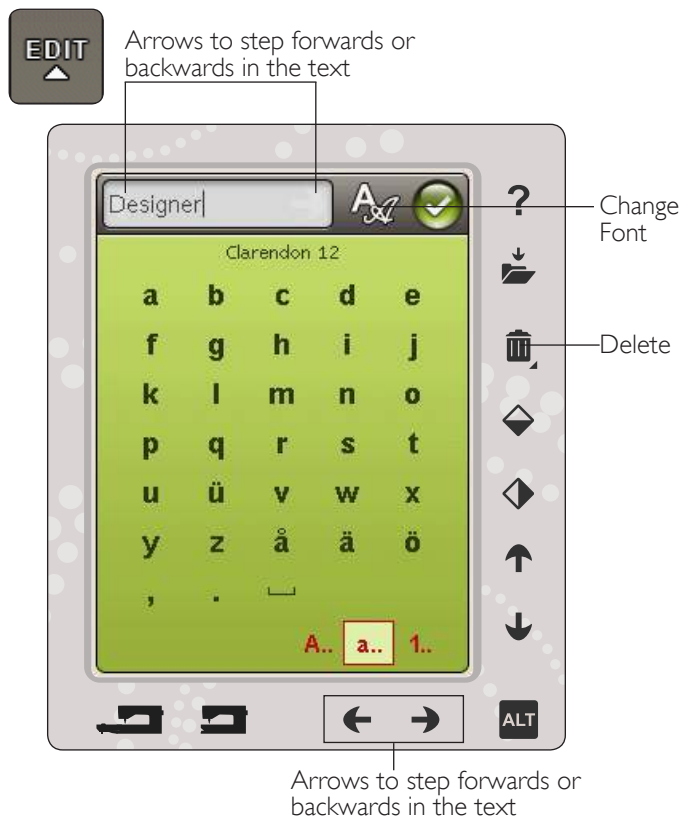 EDIT
Arrows to step forwards or
backwards in the text
Designer
A A
?
Change
Font
Clarendon 12
a b c d e
f g h i j
Delete
k l m n o
p q r s t
u ü v w x
y z å ä ö
, . ⎵
A.. a.. 1..
ALT
Arrows to step forwards or
backwards in the text